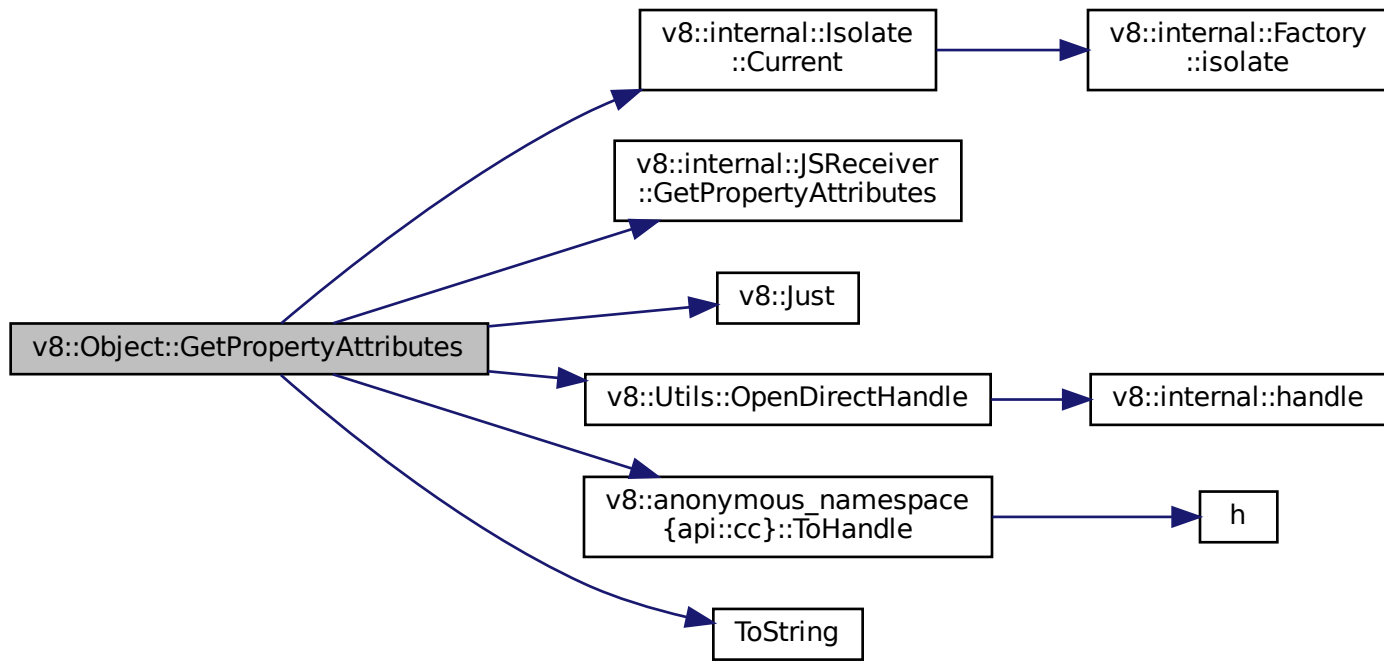 v8::internal::Isolate
::Current
v8::internal::Factory
::isolate
v8::internal::JSReceiver
::GetPropertyAttributes
v8::Just
v8::Object::GetPropertyAttributes
v8::Utils::OpenDirectHandle
v8::internal::handle
v8::anonymous_namespace
{api::cc}::ToHandle
h
ToString